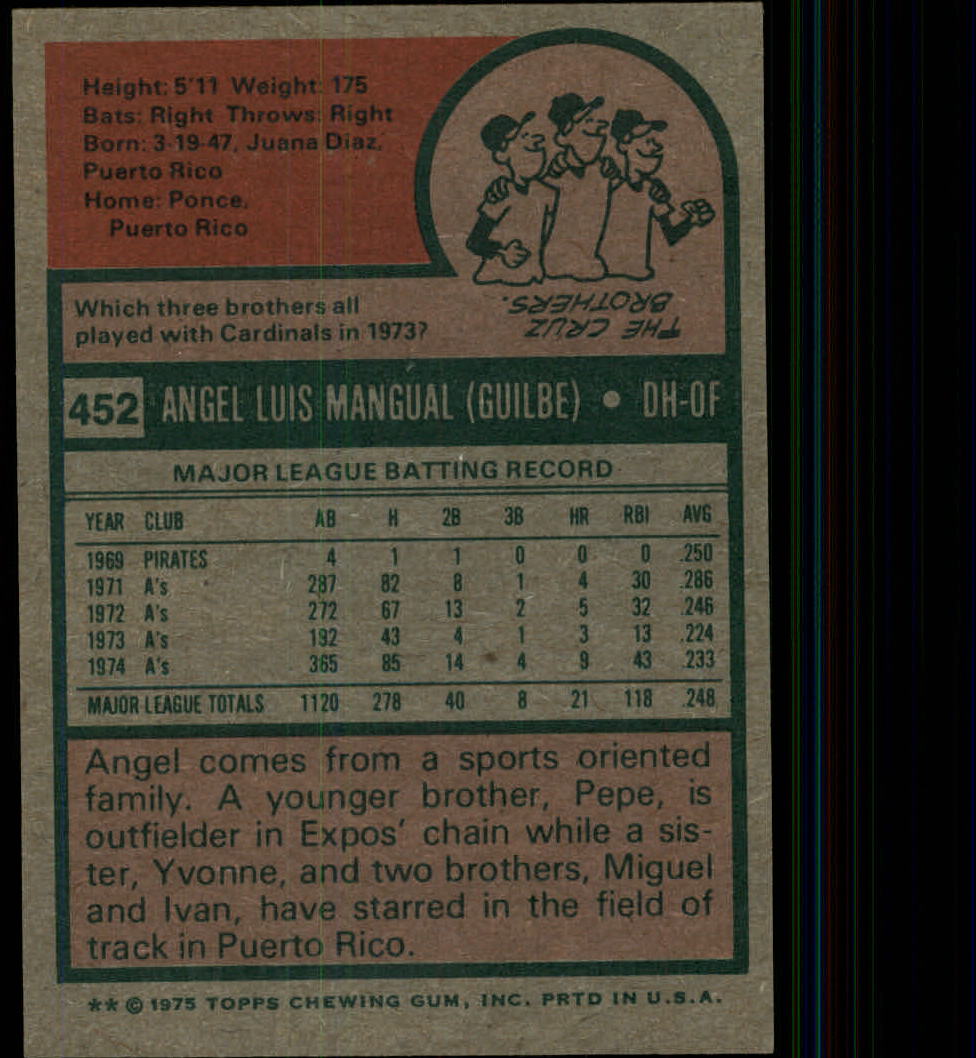 Height: 5'11 Weight: 175
Bats: Right Throws: Right
Born: 3-19-47, Juana Diaz,
Puerto Rico
Home: Ponce,
Puerto Rico
Which three brothers all
played with Cardinals in 1973?
THE CRUZ
BROTHERS.
452 ANGEL LUIS MANGUAL (GUILBE) • DH-OF
MAJOR LEAGUE BATTING RECORD
YEAR CLUB AB H 2B 3B HR RBI AVG
1969 PIRATES 4 1 1 0 0 0 .250
1971 A's 287 82 8 1 4 30 .286
1972 A's 272 67 13 2 5 32 .246
1973 A's 192 43 4 1 3 13 .224
1974 A's 365 85 14 4 9 43 .233
MAJOR LEAGUE TOTALS 1120 278 40 8 21 118 .248
Angel comes from a sports oriented
family. A younger brother, Pepe, is
outfielder in Expos' chain while a sis-
ter, Yvonne, and two brothers, Miguel
and Ivan, have starred in the field of
track in Puerto Rico.
** © 1975 TOPPS CHEWING GUM, INC. PRTD IN U.S.A.